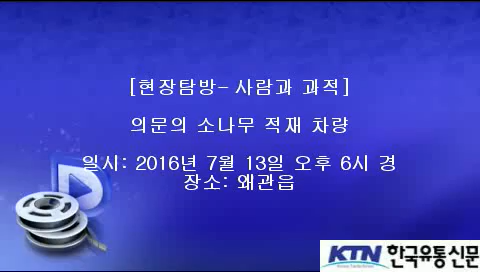 [현장탐방- 사람과 과적]
의문의 소나무 적재 차량
일시: 2016년 7월 13일 오후 6시 경
장소: 왜관읍
KTN 한국유통신문